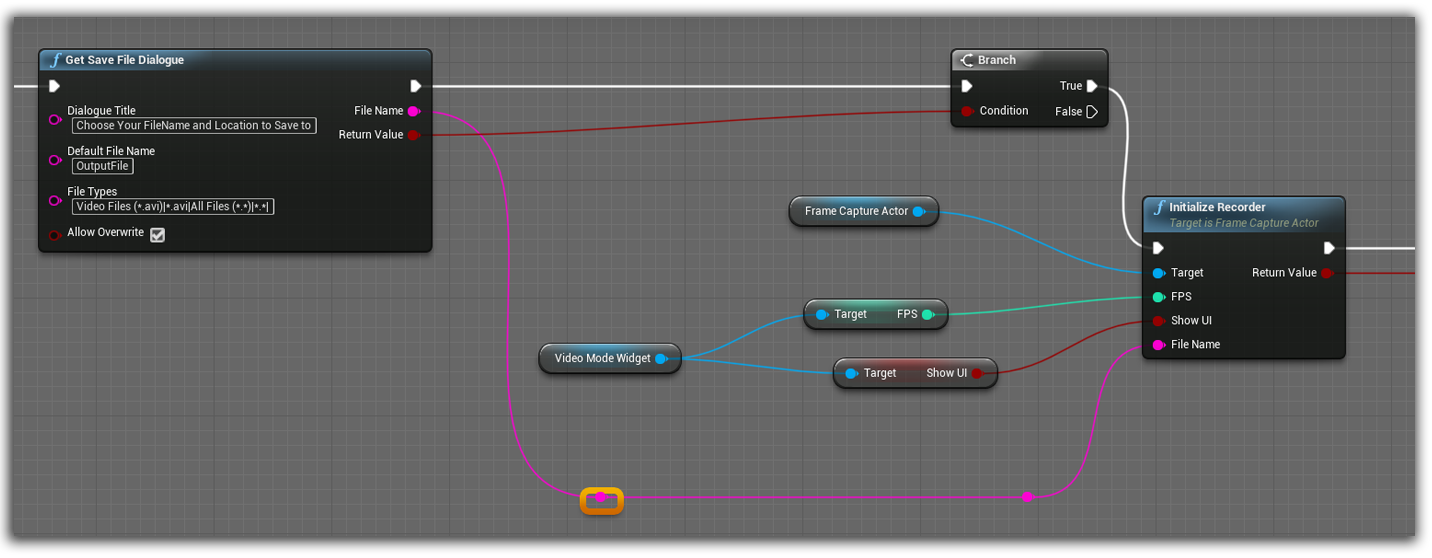 Get Save File Dialogue
Dialogue Title
Choose Your FileName and Location to Save to
Default File Name
OutputFile
File Types
Video Files (*.avi)|*.avi|All Files (*.*)|*.*|
Allow Overwrite
File Name
Return Value
Branch
True
Condition
False
Frame Capture Actor
Target FPS
Video Mode Widget
Target Show UI
Initialize Recorder
Target is Frame Capture Actor
Target Return Value
FPS
Show UI
File Name